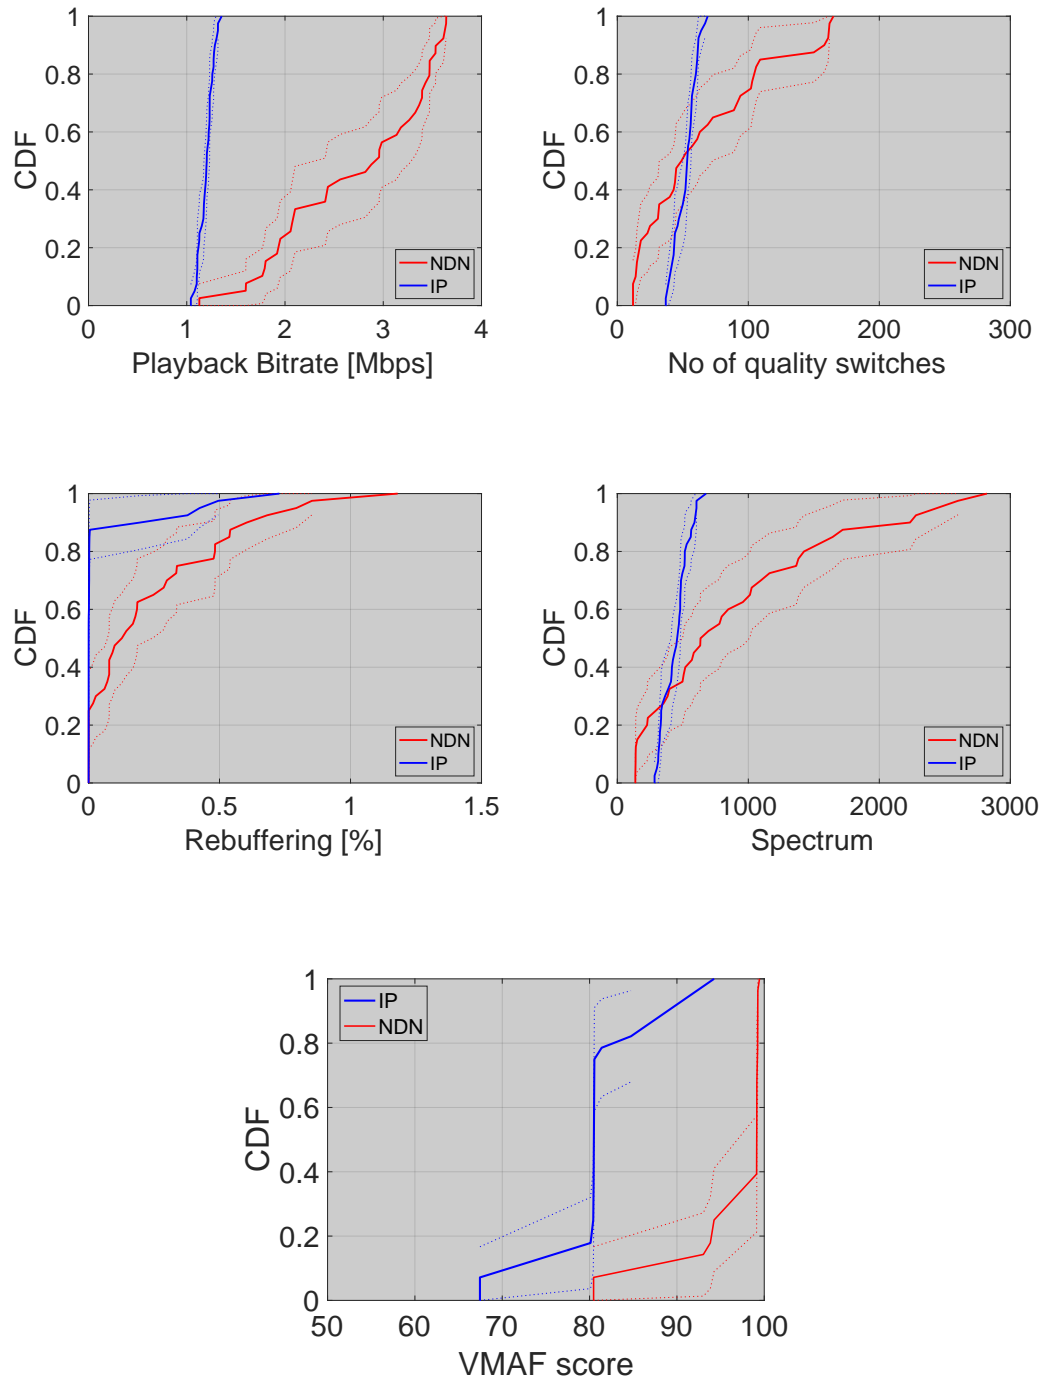 1
0.8
0.6
0.4
0.2
0
CDF
0 1 2 3 4
Playback Bitrate [Mbps]
NDN
IP
1
0.8
0.6
0.4
0.2
0
CDF
0 100 200 300
No of quality switches
NDN
IP
1
0.8
0.6
0.4
0.2
0
CDF
0 0.5 1 1.5
Rebuffering [%]
NDN
IP
1
0.8
0.6
0.4
0.2
0
CDF
0 1000 2000 3000
Spectrum
NDN
IP
1
0.8
0.6
0.4
0.2
0
CDF
50 60 70 80 90 100
VMAF score
IP
NDN